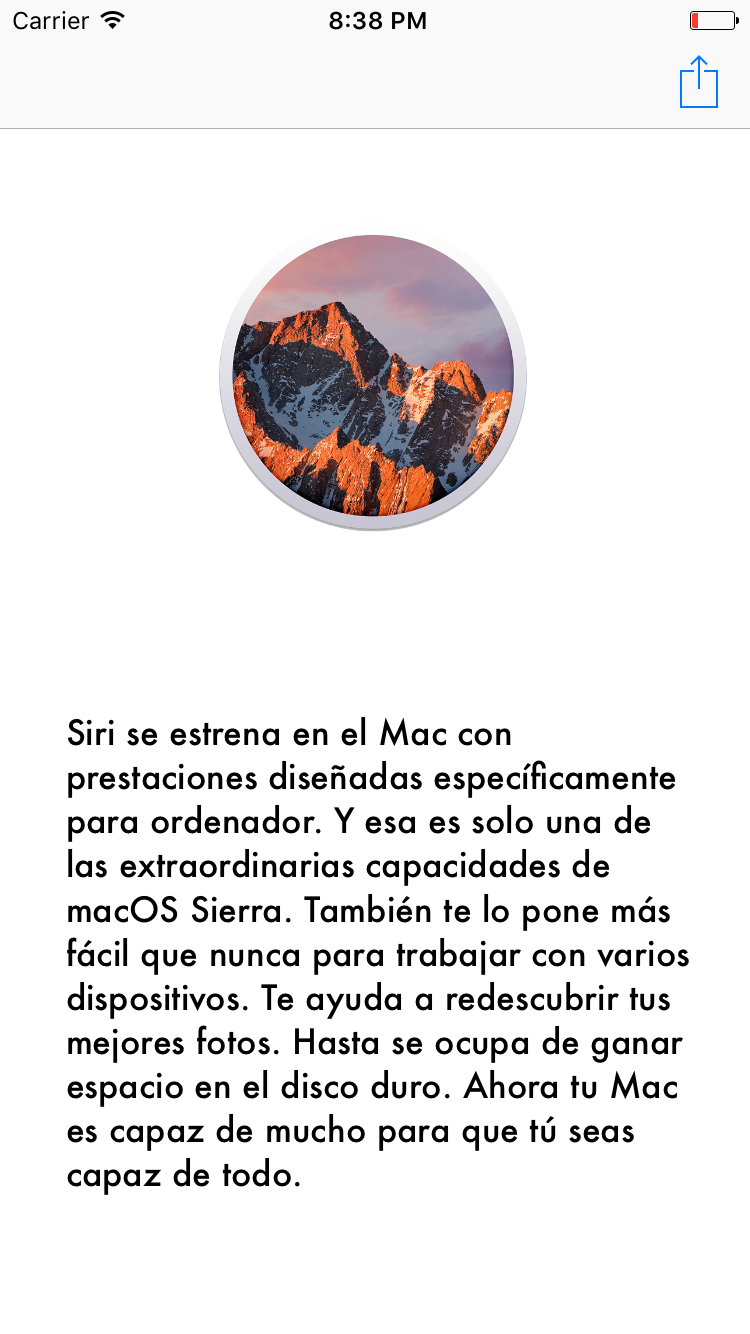 Carrier 8:38 PM
Siri se estrena en el Mac con
prestaciones diseñadas específicamente
para ordenador. Y esa es solo una de
las extraordinarias capacidades de
macOS Sierra. También te lo pone más
fácil que nunca para trabajar con varios
dispositivos. Te ayuda a redescubrir tus
mejores fotos. Hasta se ocupa de ganar
espacio en el disco duro. Ahora tu Mac
es capaz de mucho para que tú seas
capaz de todo.